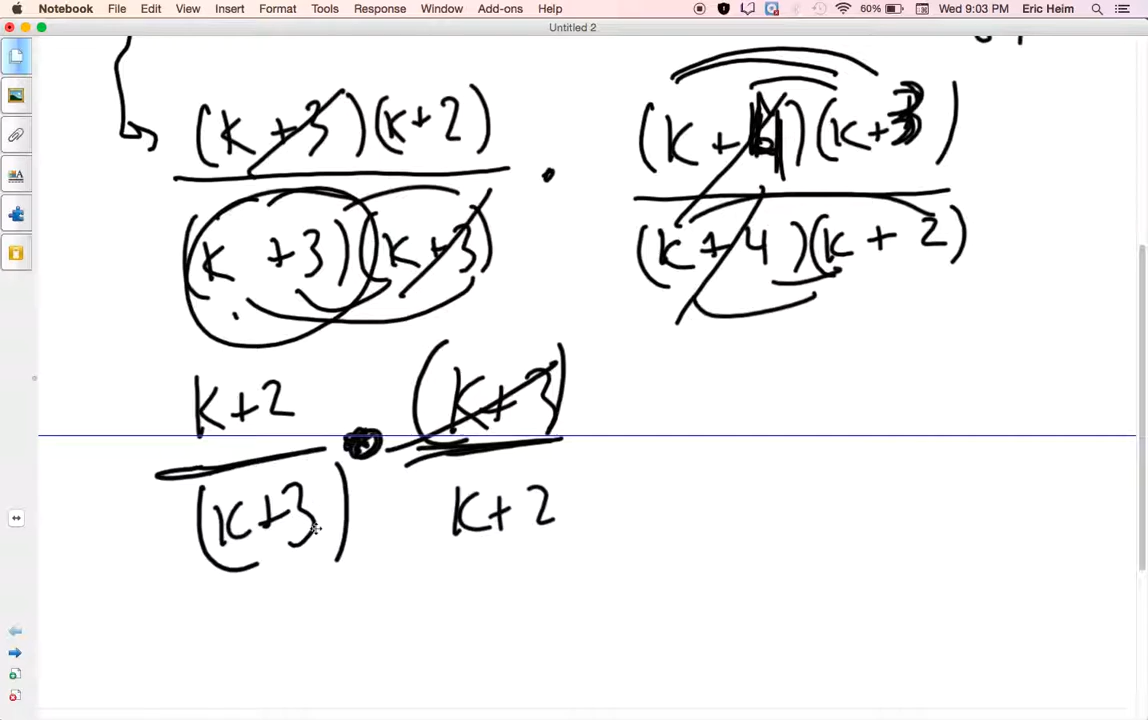 Notebook File Edit View Insert Format Tools Response Window Add-ons Help 60% Wed 9:03 PM Eric Heim
Untitled 2
(k+3)(k+2) (k+4)(k+3)
(k+3)(k+3) · (k+4)(k+2)
k+2 (k+3)
(k+3) · k+2